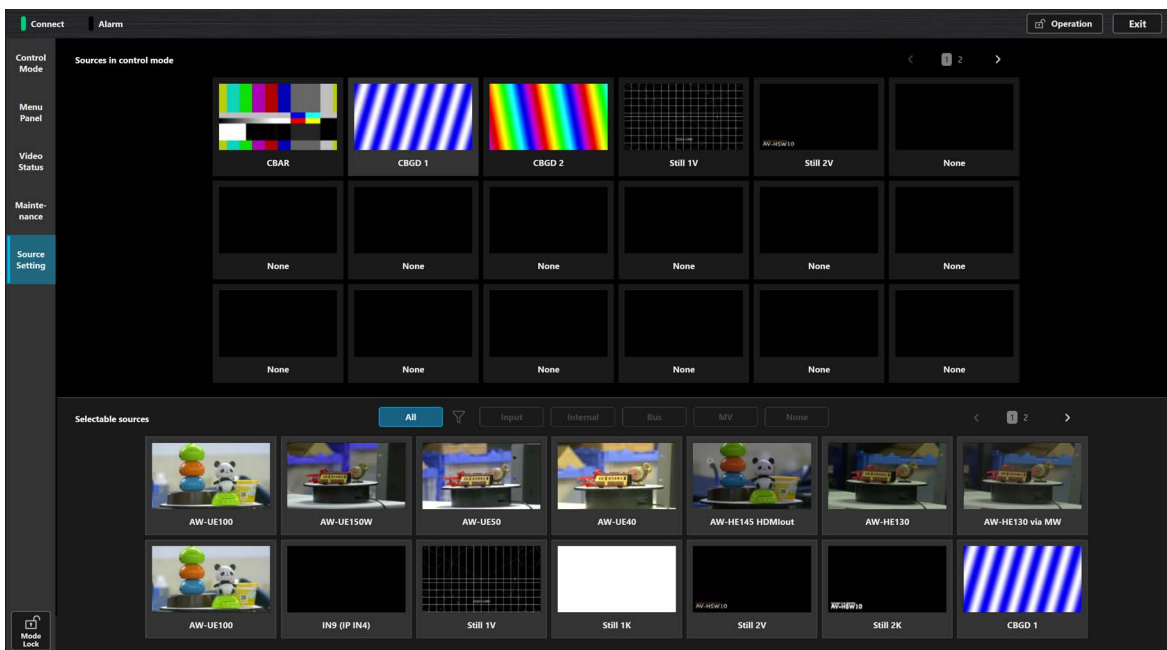 Connect
Alarm
Operation
Exit
Control
Mode
Menu
Panel
Video
Status
Mainte-
nance
Source
Setting
Mode
Lock
Sources in control mode
1 2
CBAR
CBGD 1
CBGD 2
Still 1V
AV-HSW10
Still 2V
None
None
None
None
None
None
None
None
None
None
None
None
None
Selectable sources
All
Input
Internal
Bus
MV
None
1 2
AW-UE100
AW-UE150W
AW-UE50
AW-UE40
AW-HE145 HDMIout
AW-HE130
AW-HE130 via MW
AW-UE100
IN9 (IP IN4)
Still 1V
Still 1K
AV-HSW10
Still 2V
AV-HSW10
Still 2K
CBGD 1